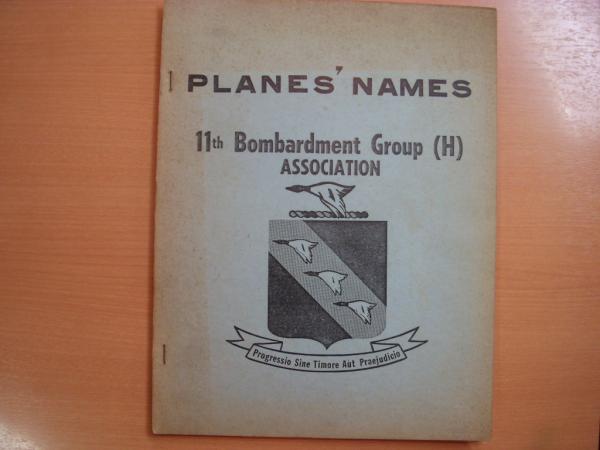 PLANES' NAMES
11th Bombardment Group (H)
ASSOCIATION
Progressio Sine Timore Aut Praejudicio